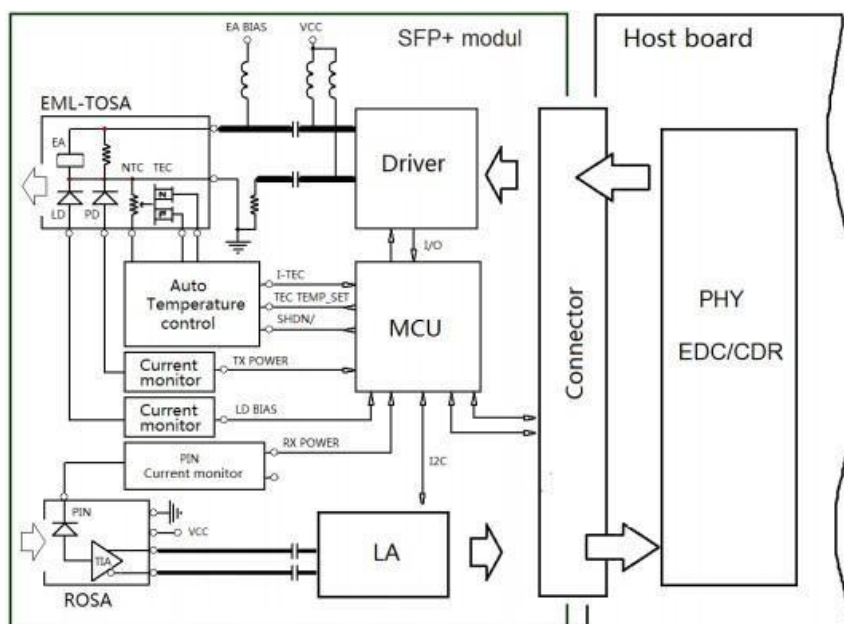 EA BIAS
VCC
SFP+ modul
Host board
EML-TOSA
EA
NTC
TEC
N
P
LD
PD
Driver
I/O
Auto
Temperature
control
I-TEC
TEC TEMP_SET
SHDN/
MCU
Connector
PHY
EDC/CDR
Current
monitor
TX POWER
Current
monitor
LD BIAS
PIN
Current monitor
RX POWER
I2C
PIN
VCC
TIA
LA
ROSA